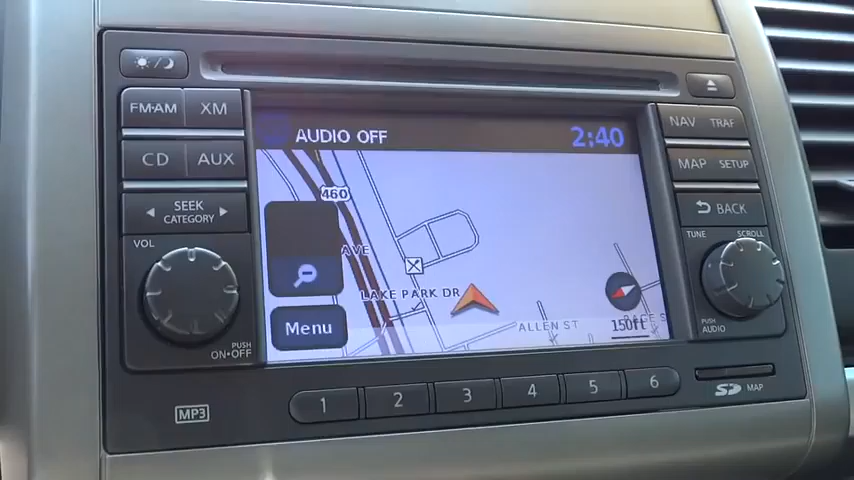 FM·AM XM
CD AUX
SEEK
CATEGORY
VOL
PUSH
ON•OFF
MP3
AUDIO OFF
2:40
460
AVE
LAKE PARK DR
ALLEN ST
150ft
Menu
NAV TRAF
MAP SETUP
BACK
TUNE SCROLL
PUSH
AUDIO
1 2 3 4 5 6
SD MAP